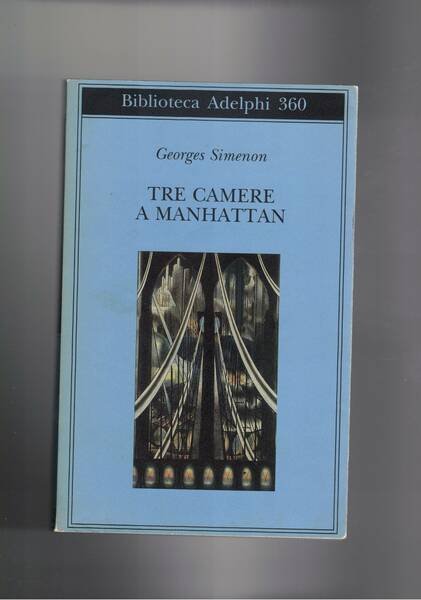 Biblioteca Adelphi 360
Georges Simenon
TRE CAMERE
A MANHATTAN